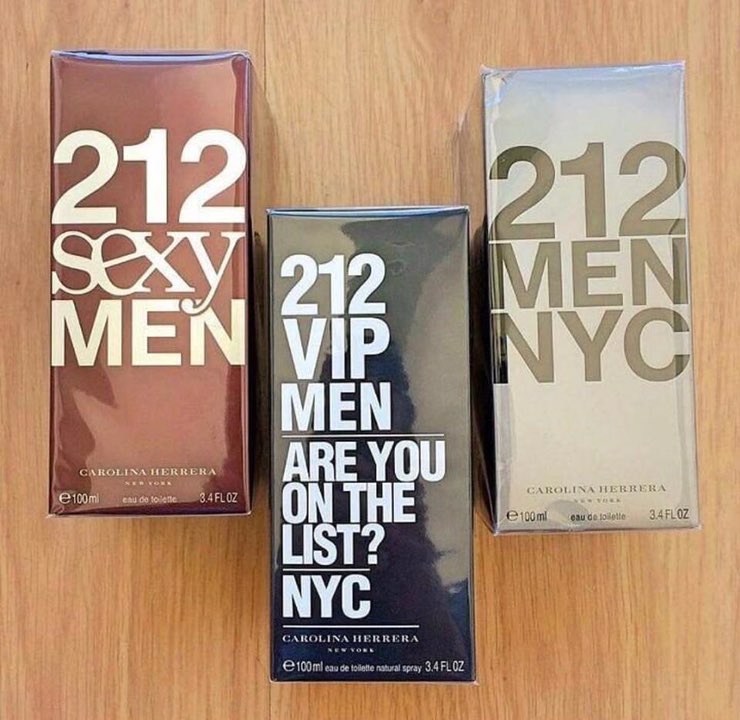 212
sexy
MEN
CAROLINA HERRERA
NEW YORK
℮100ml eau de toilette 3.4 FL OZ
212
VIP
MEN
ARE YOU
ON THE
LIST?
NYC
CAROLINA HERRERA
NEW YORK
℮100ml eau de toilette natural spray 3.4 FL OZ
212
MEN
NYC
CAROLINA HERRERA
NEW YORK
℮100ml eau de toilette 3.4 FL OZ